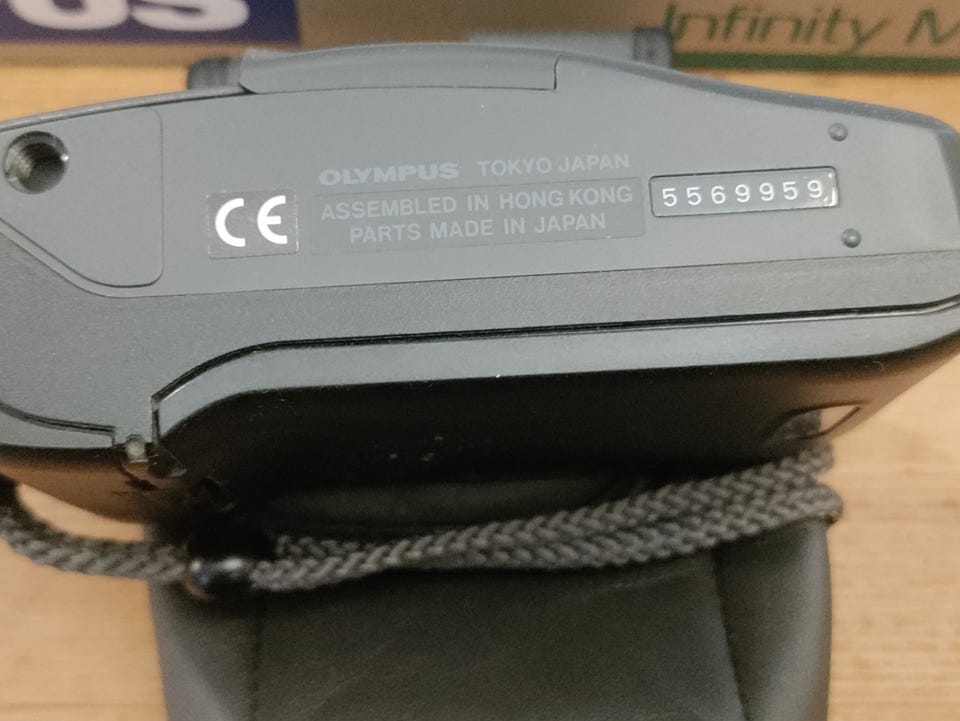 Infinity M
OLYMPUS TOKYO JAPAN
ASSEMBLED IN HONG KONG
PARTS MADE IN JAPAN
5569959
CE